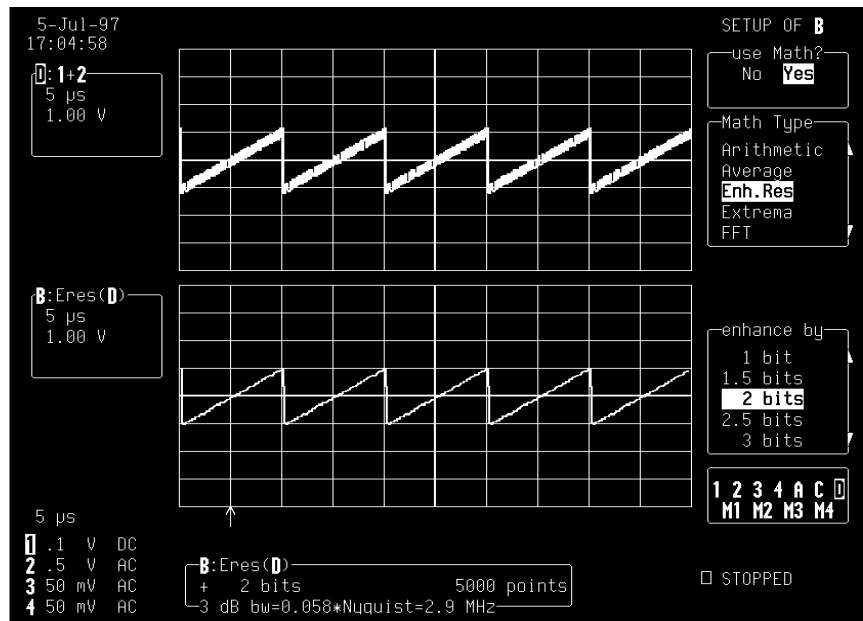 5-Jul-97
17:04:58
D:1+2
5 µs
1.00 V
B:Eres(D)
5 µs
1.00 V
5 µs
1 .1 V DC
2 .5 V AC
3 50 mV AC
4 50 mV AC
B:Eres(D)
+ 2 bits 5000 points
3 dB bw=0.058*Nyquist=2.9 MHz
SETUP OF B
use Math?
No Yes
Math Type
Arithmetic
Average
Enh.Res
Extrema
FFT
enhance by
1 bit
1.5 bits
2 bits
2.5 bits
3 bits
1 2 3 4 A C D
M1 M2 M3 M4
STOPPED